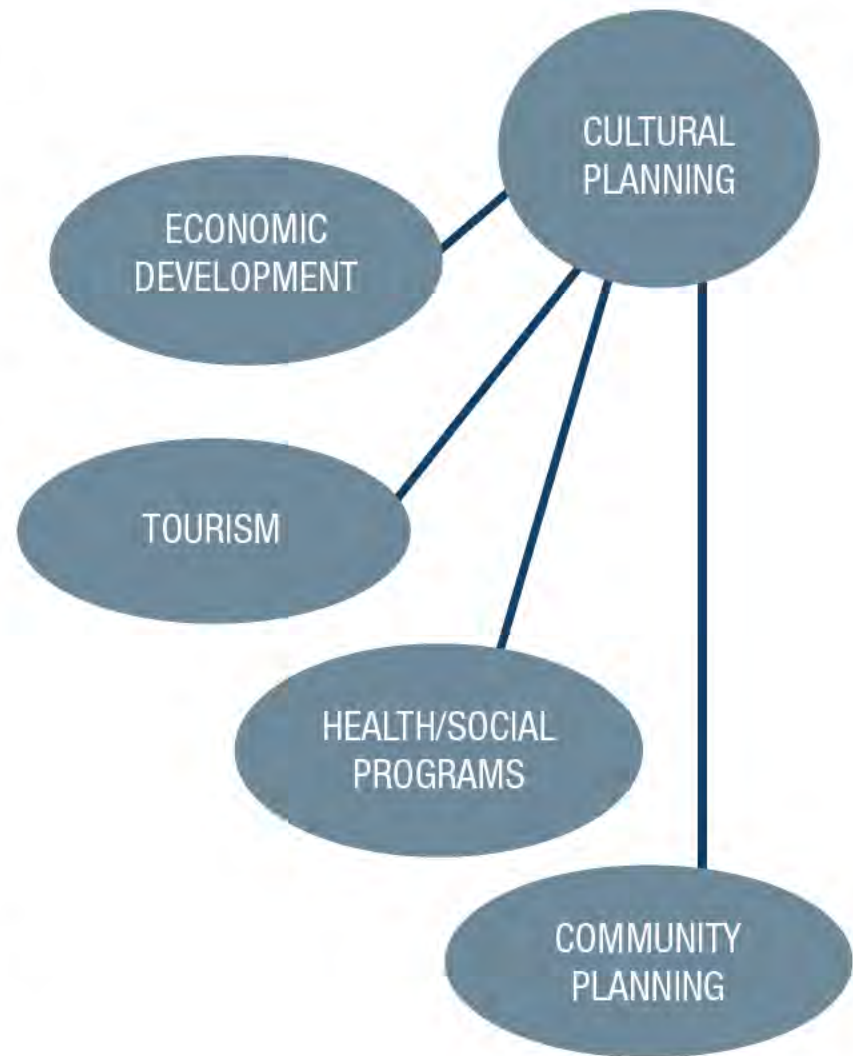 CULTURAL
PLANNING
ECONOMIC
DEVELOPMENT
TOURISM
HEALTH/SOCIAL
PROGRAMS
COMMUNITY
PLANNING